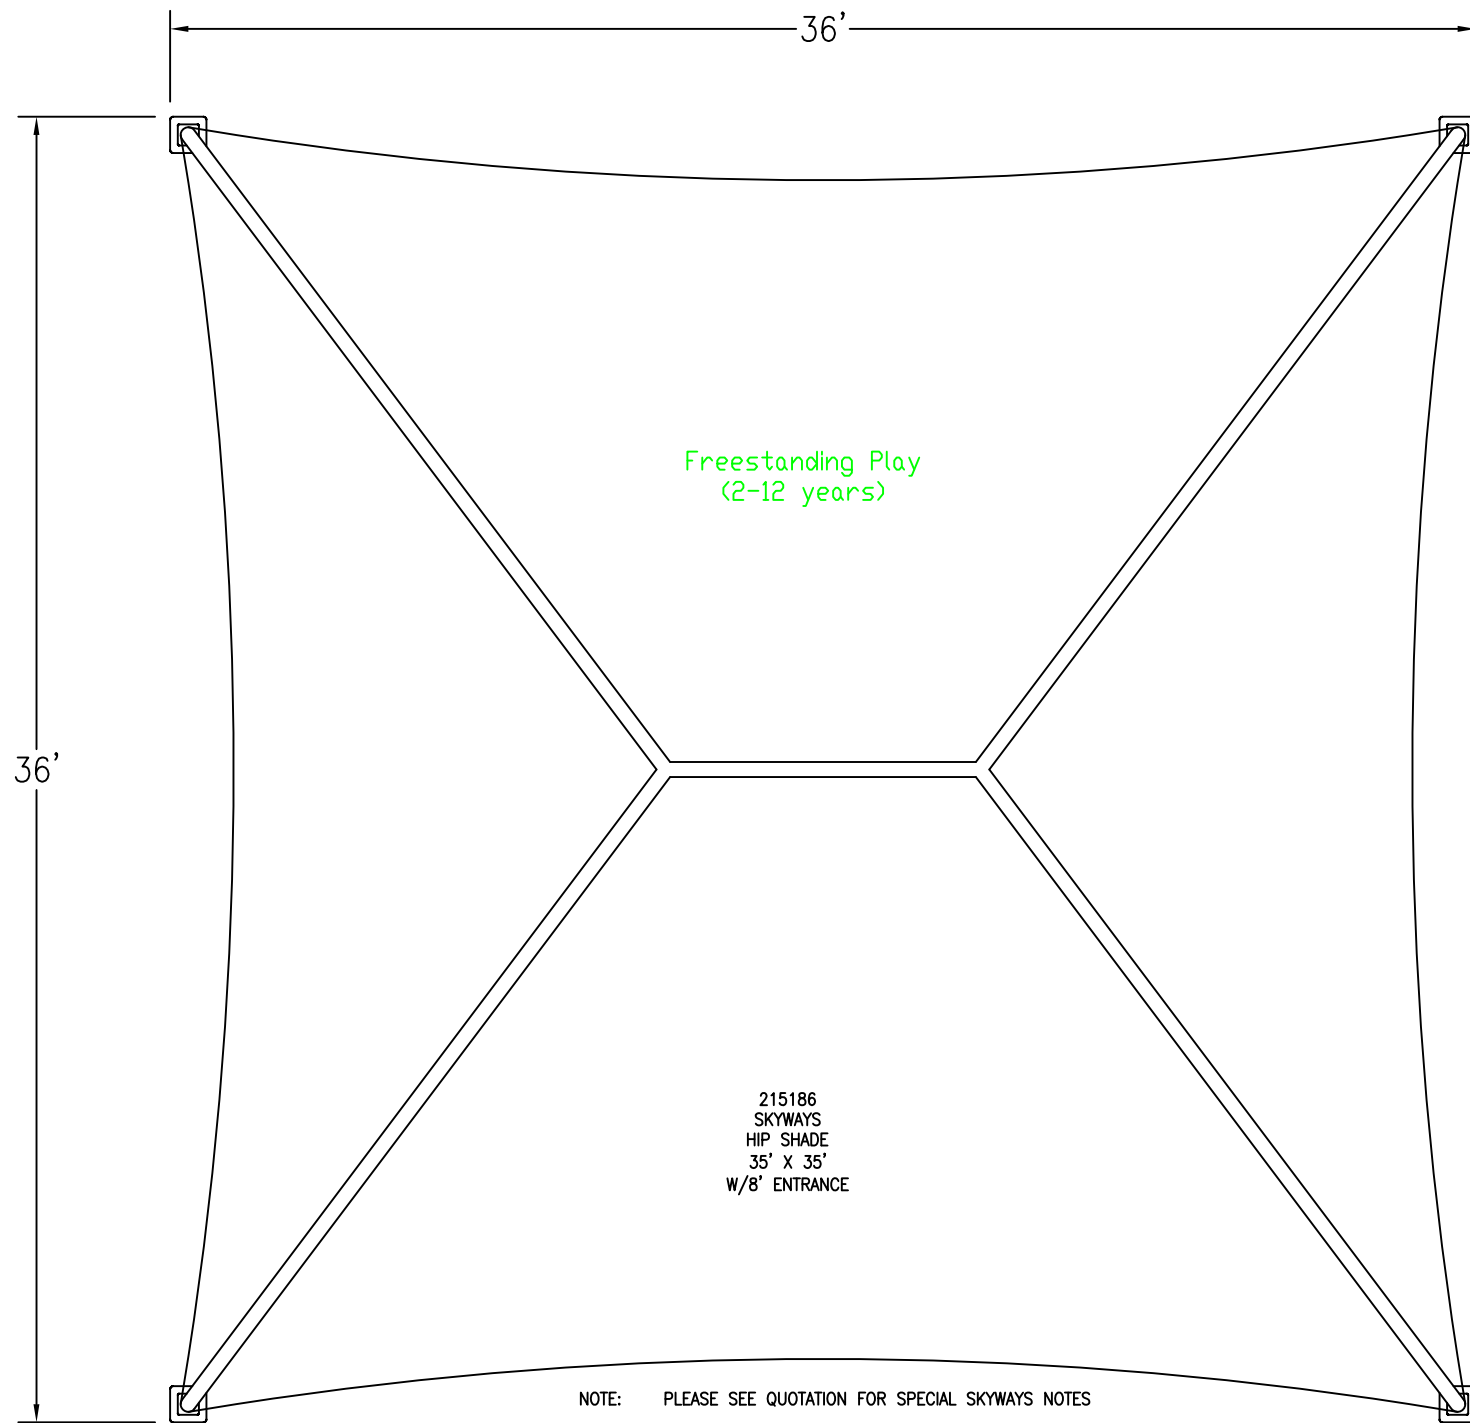 36'
36'
Freestanding Play
(2-12 years)
215186
SKYWAYS
HIP SHADE
35' X 35'
W/8' ENTRANCE
NOTE: PLEASE SEE QUOTATION FOR SPECIAL SKYWAYS NOTES